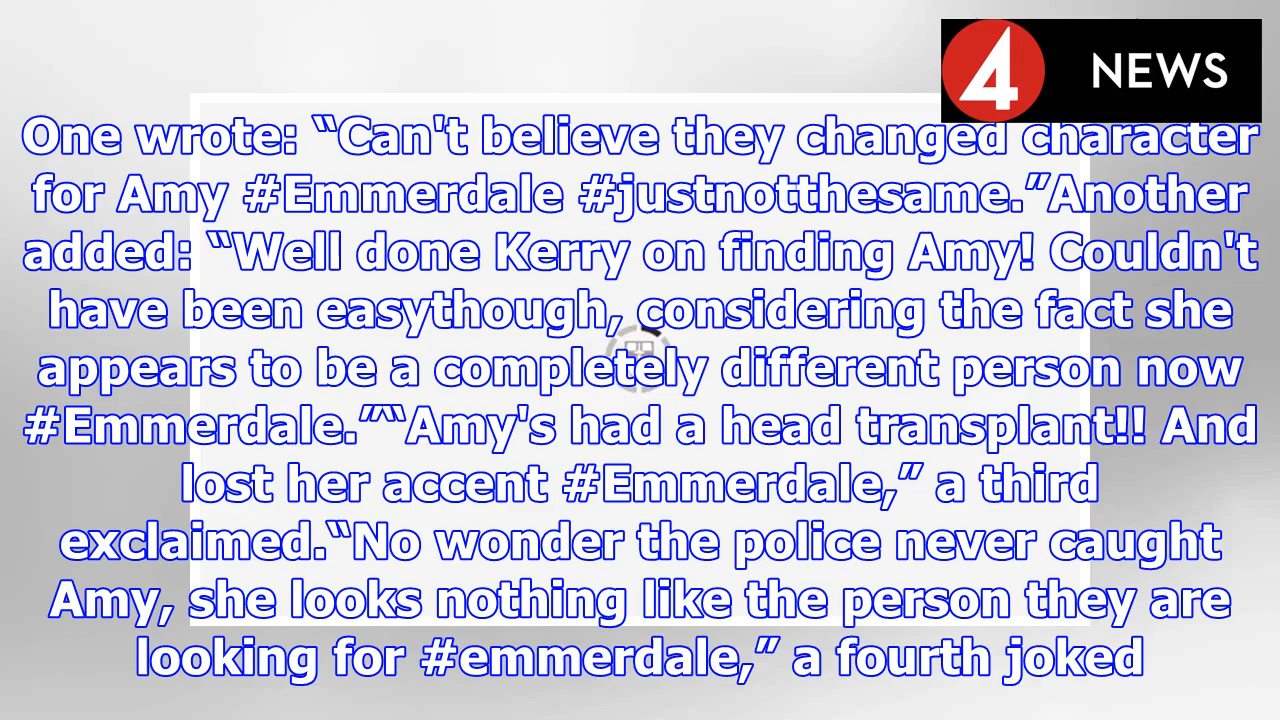 4 NEWS
One wrote: “Can't believe they changed character
for Amy #Emmerdale #justnotthesame.”Another
added: “Well done Kerry on finding Amy! Couldn't
have been easythough, considering the fact she
appears to be a completely different person now
#Emmerdale.”“Amy's had a head transplant!! And
lost her accent #Emmerdale,” a third
exclaimed.“No wonder the police never caught
Amy, she looks nothing like the person they are
looking for #emmerdale,” a fourth joked